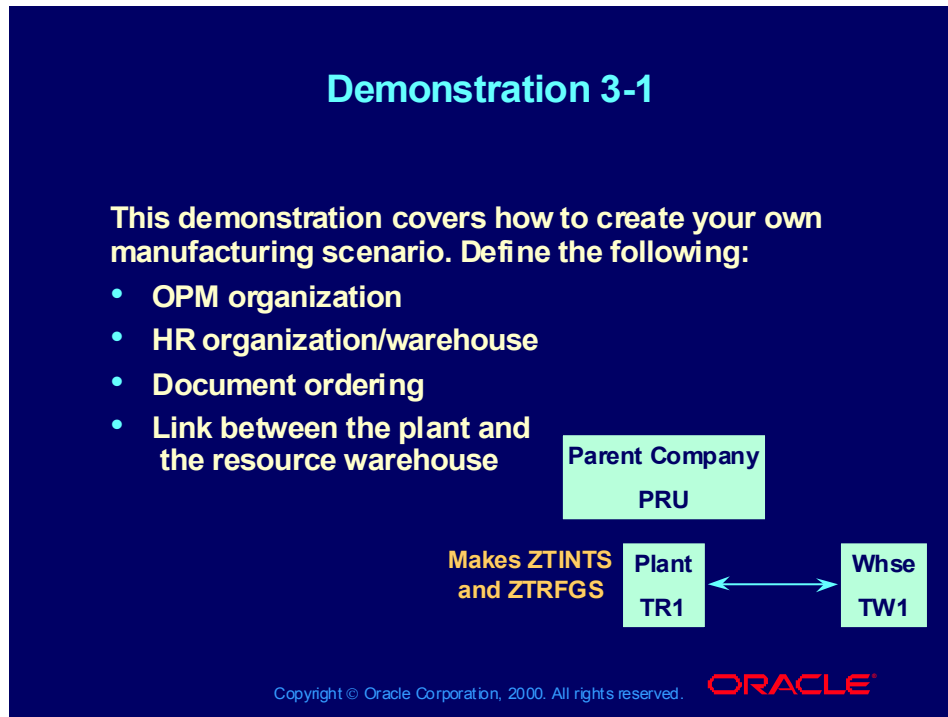 Demonstration 3-1
This demonstration covers how to create your own
manufacturing scenario. Define the following:
• OPM organization
• HR organization/warehouse
• Document ordering
• Link between the plant and
the resource warehouse
Parent Company
PRU
Makes ZTINTS
and ZTRFGS
Plant
TR1
Whse
TW1
Copyright © Oracle Corporation, 2000. All rights reserved.
ORACLE®